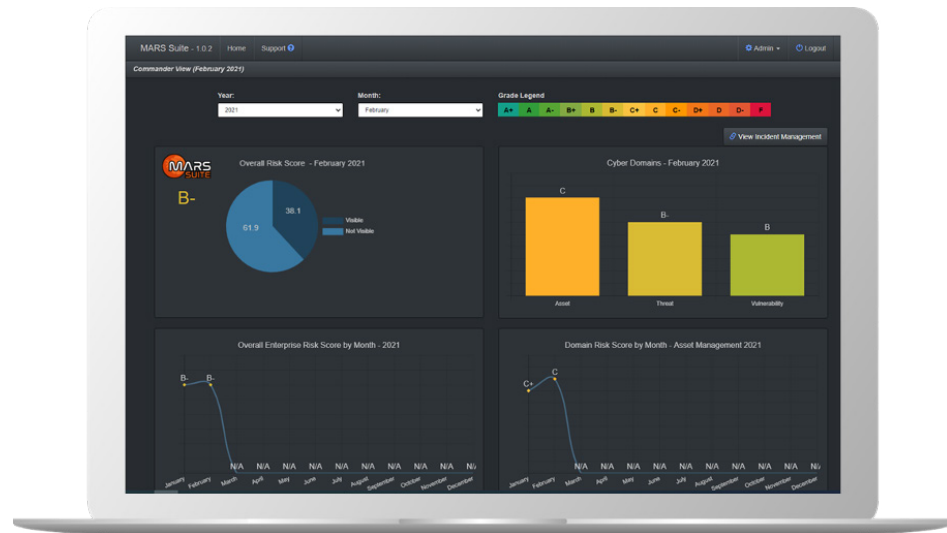 MARS Suite - 1.0.2 Home Support ? Admin Logout
Commander View (February 2021)
Year: Month: Grade Legend
2021 February A+ A A- B+ B B- C+ C C- D+ D D- F
View Incident Management
MARS SUITE
Overall Risk Score - February 2021
B-
38.1
61.9
Visible
Not Visible
Cyber Domains - February 2021
C
B-
B
Asset Threat Vulnerability
Overall Enterprise Risk Score by Month - 2021
B- B-
N/A N/A N/A N/A N/A N/A N/A N/A N/A N/
January February March April May June July August September October November December
Domain Risk Score by Month - Asset Management 2021
C+ C
N/A N/A N/A N/A N/A N/A N/A N/A N/A N/
January February March April May June July August September October November December